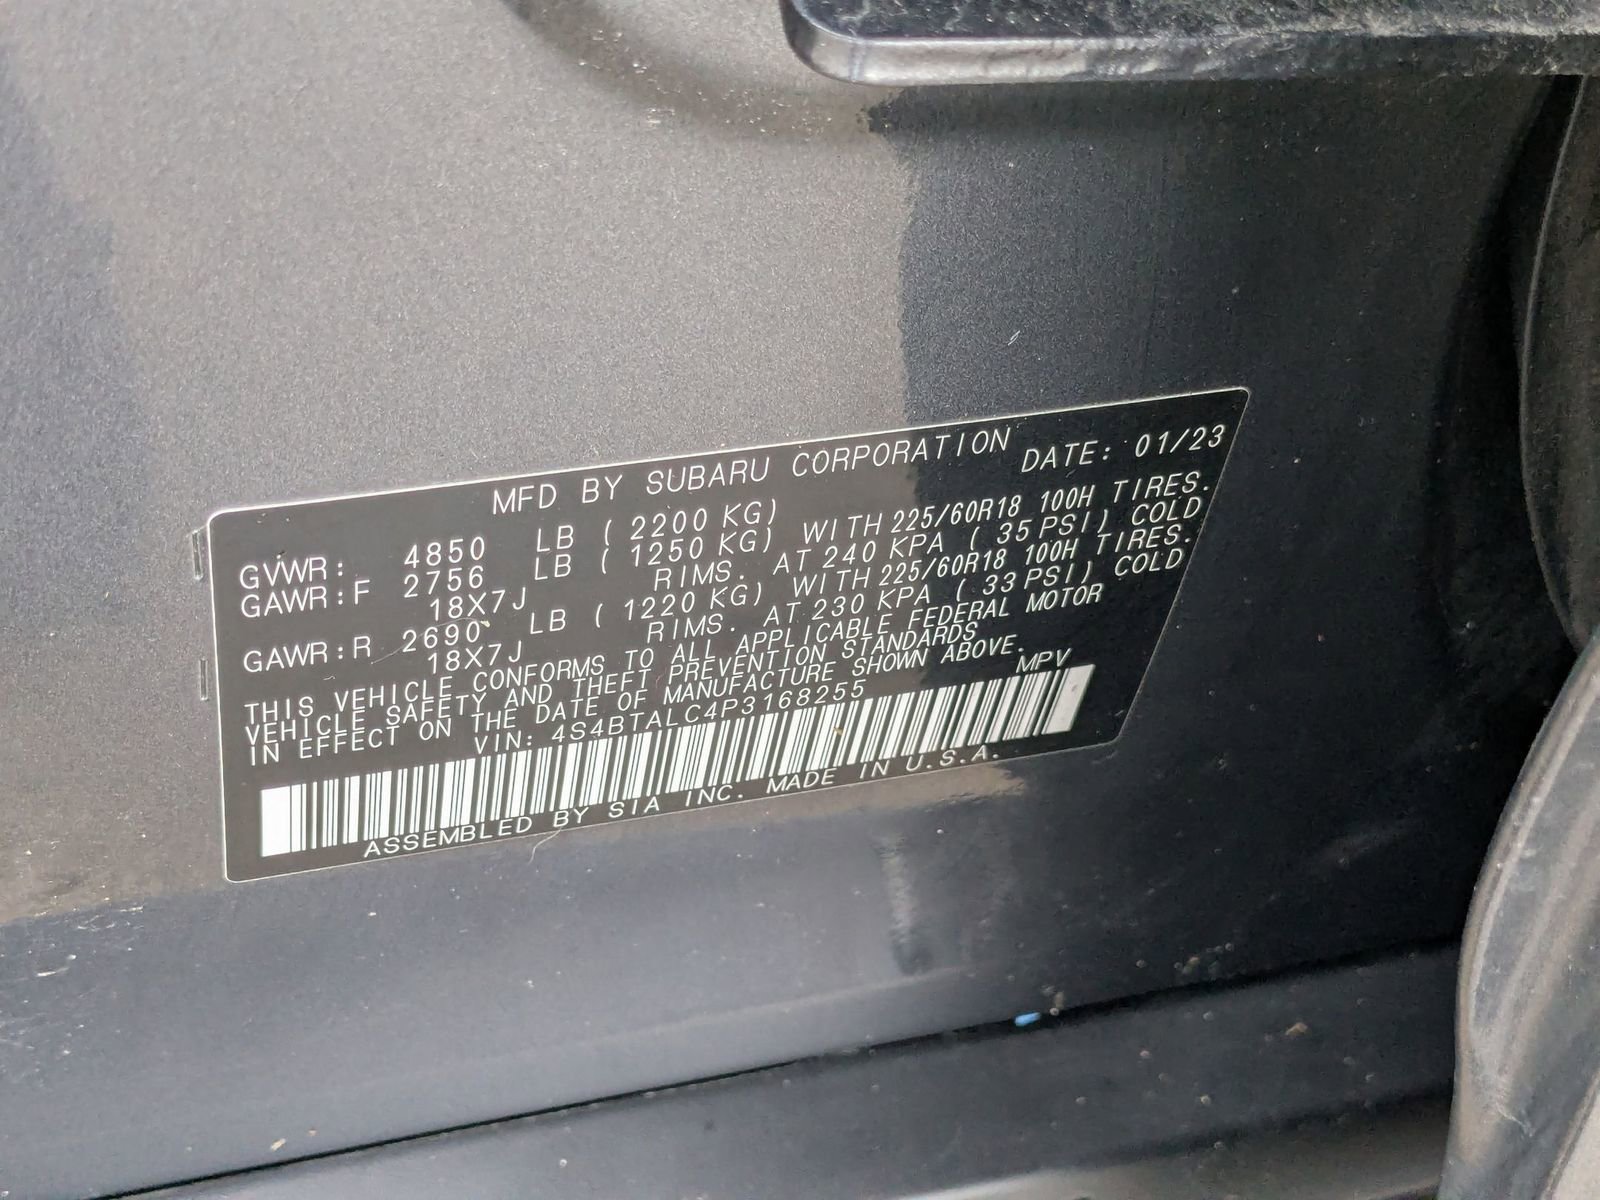 MFD BY SUBARU CORPORATION DATE: 01/23
GVWR: 4850 LB ( 2200 KG)
GAWR:F 2756 LB ( 1250 KG) WITH 225/60R18 100H TIRES.
18X7J RIMS. AT 240 KPA ( 35 PSI) COLD
GAWR:R 2690 LB ( 1220 KG) WITH 225/60R18 100H TIRES.
18X7J RIMS. AT 230 KPA ( 33 PSI) COLD
THIS VEHICLE CONFORMS TO ALL APPLICABLE FEDERAL MOTOR
VEHICLE SAFETY AND THEFT PREVENTION STANDARDS
IN EFFECT ON THE DATE OF MANUFACTURE SHOWN ABOVE.
VIN: 4S4BTALC4P3168255 MPV
ASSEMBLED BY SIA INC. MADE IN U.S.A.